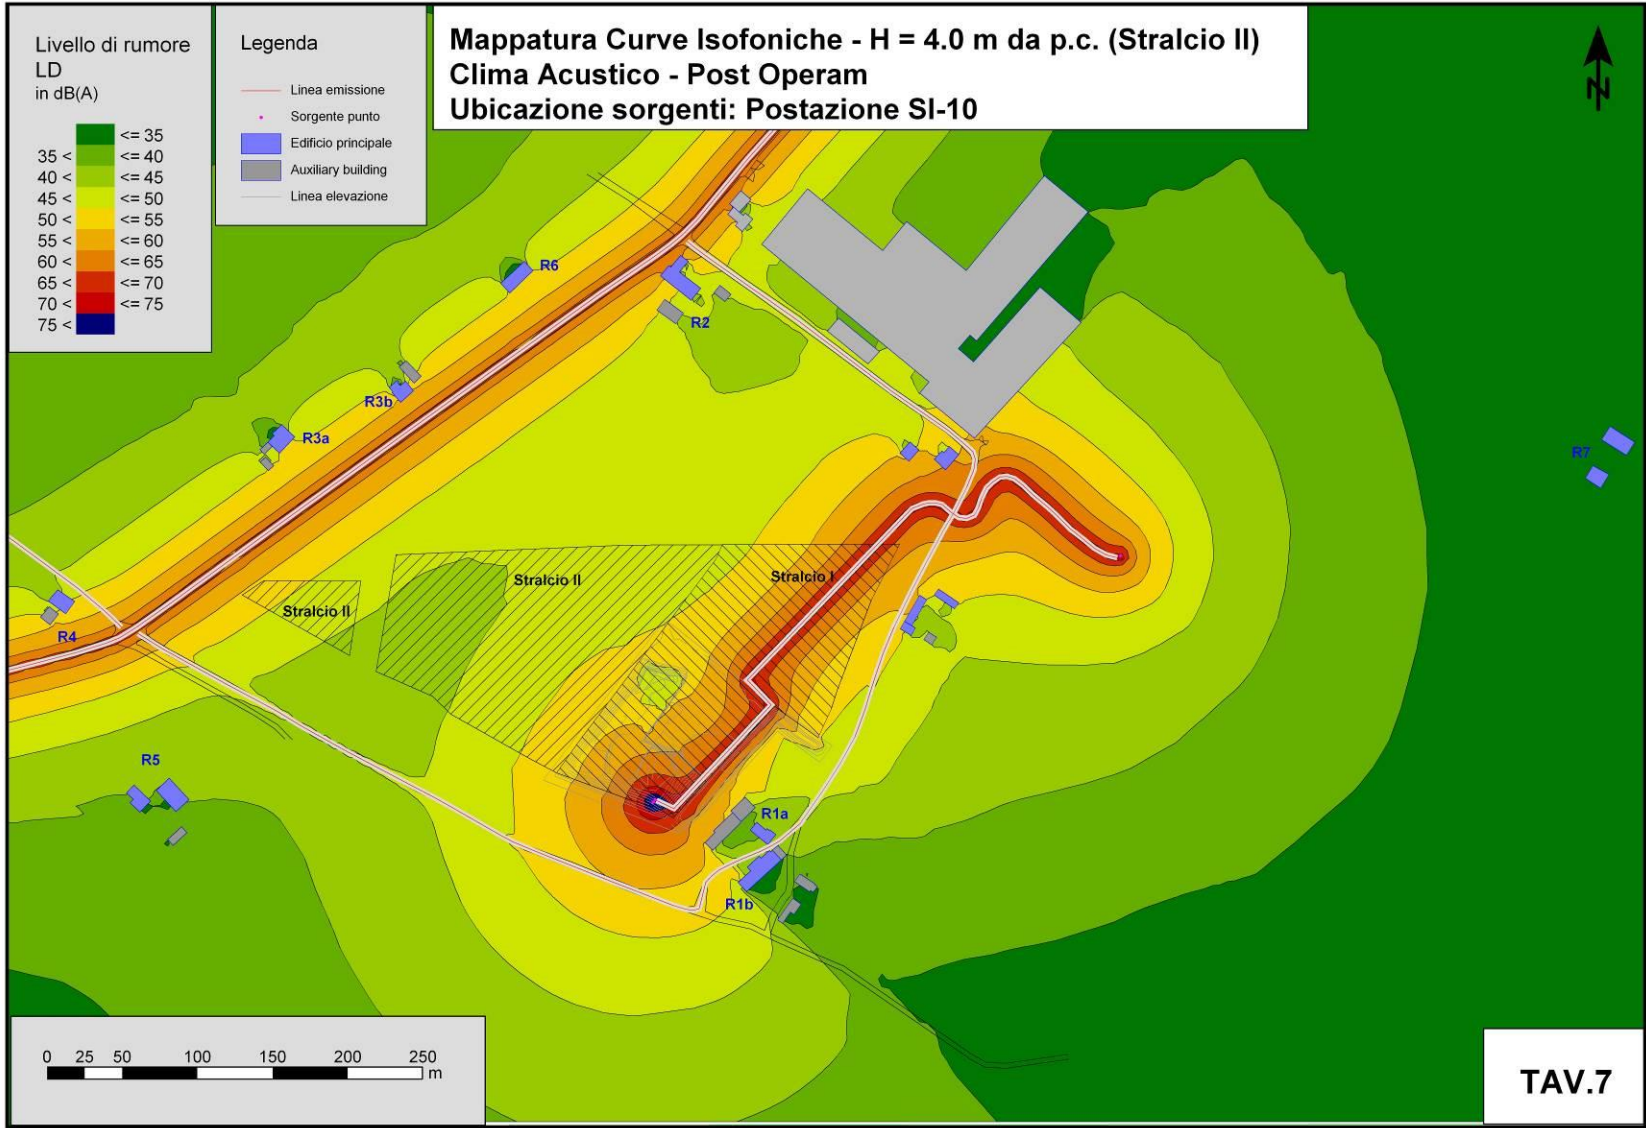 Livello di rumore
LD
in dB(A)
<= 35
35 < <= 40
40 < <= 45
45 < <= 50
50 < <= 55
55 < <= 60
60 < <= 65
65 < <= 70
70 < <= 75
75 <
Legenda
Linea emissione
Sorgente punto
Edificio principale
Auxiliary building
Linea elevazione
Mappatura Curve Isofoniche - H = 4.0 m da p.c. (Stralcio II)
Clima Acustico - Post Operam
Ubicazione sorgenti: Postazione SI-10
N
R6
R2
R3b
R3a
R7
Stralcio II
Stralcio I
Stralcio II
R4
R5
R1a
R1b
0 25 50 100 150 200 250
m
TAV.7